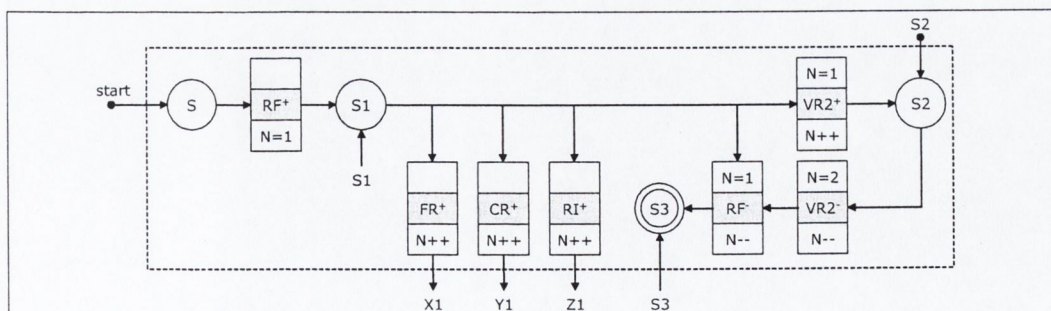 S2
start
S
RF+
N=1
S1
S1
N=1
VR2+
N++
S2
FR+
N++
CR+
N++
RI+
N++
S3
N=1
RF-
N--
N=2
VR2-
N--
X1
Y1
Z1
S3